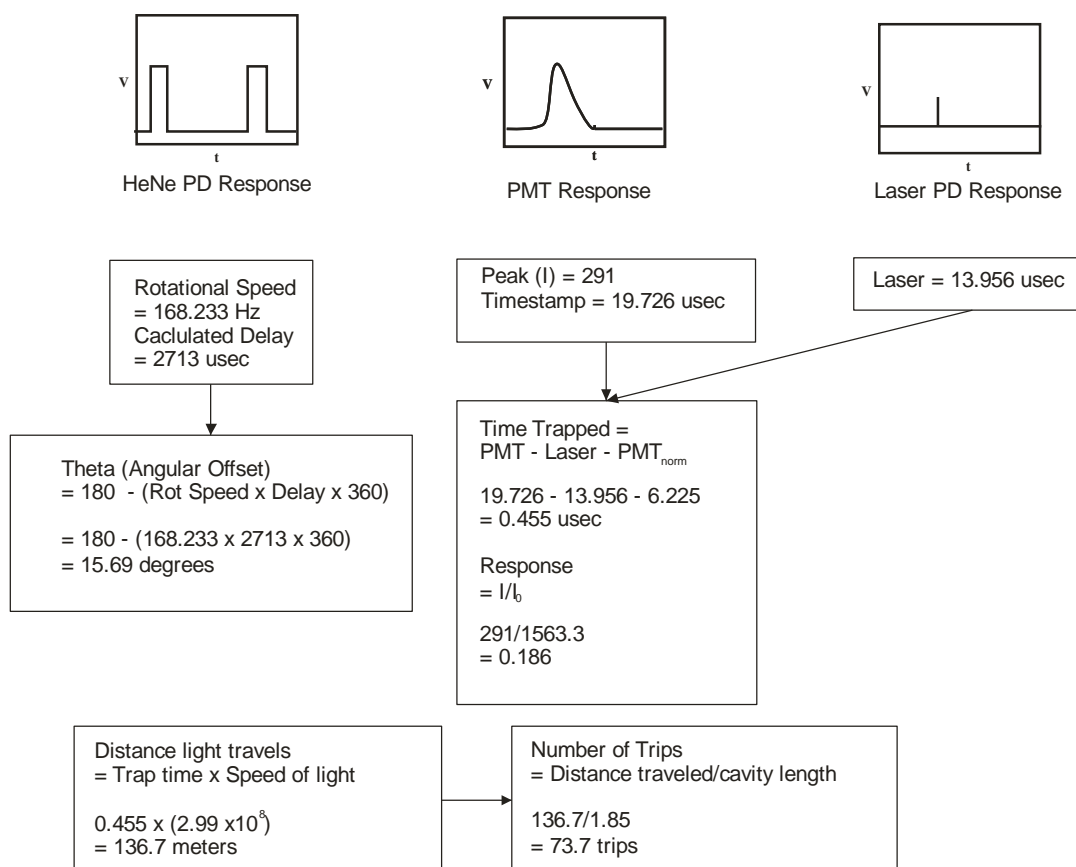 v
t
HeNe PD Response
v
t
PMT Response
v
t
Laser PD Response
Rotational Speed
= 168.233 Hz
Caclulated Delay
= 2713 usec
Peak (I) = 291
Timestamp = 19.726 usec
Laser = 13.956 usec
Theta (Angular Offset)
= 180 - (Rot Speed x Delay x 360)
= 180 - (168.233 x 2713 x 360)
= 15.69 degrees
Time Trapped =
PMT - Laser - PMTnorm
19.726 - 13.956 - 6.225
= 0.455 usec
Response
= I/I0
291/1563.3
= 0.186
Distance light travels
= Trap time x Speed of light
0.455 x (2.99 x10⁸)
= 136.7 meters
Number of Trips
= Distance traveled/cavity length
136.7/1.85
= 73.7 trips